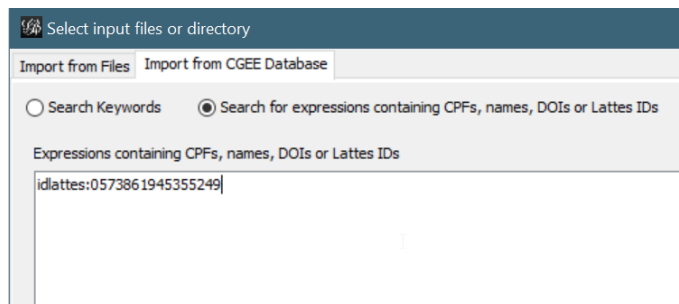 Select input files or directory
Import from Files Import from CGEE Database
Search Keywords Search for expressions containing CPFs, names, DOIs or Lattes IDs
Expressions containing CPFs, names, DOIs or Lattes IDs
idlattes:0573861945355249